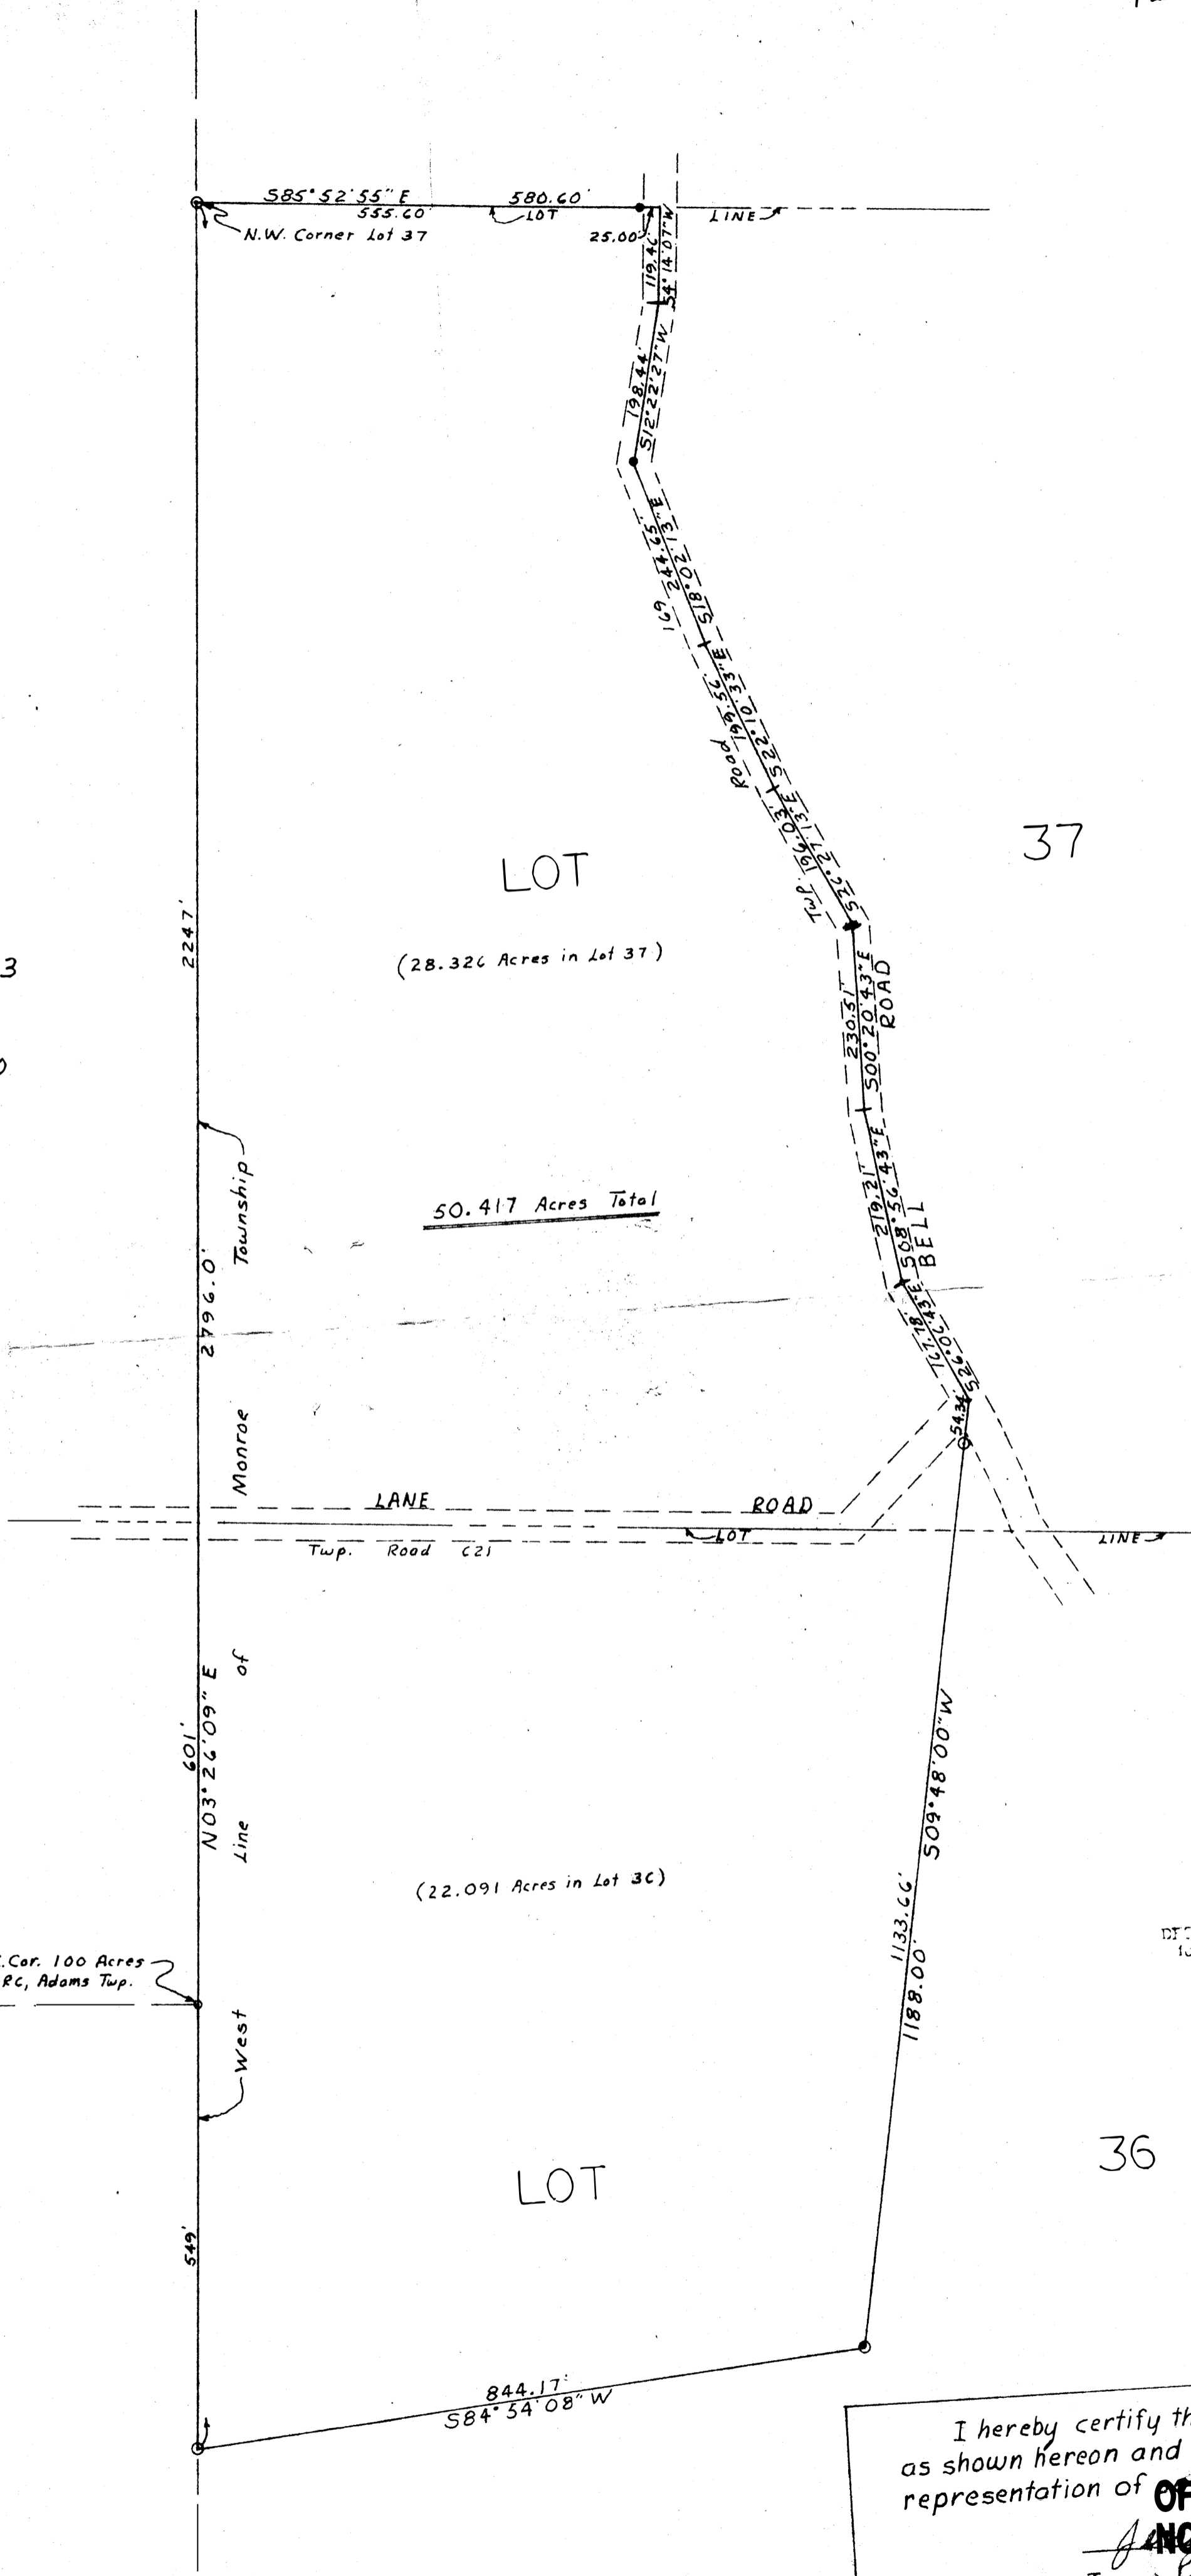 S85°52'55" E
580.60'
555.60'
LOT
LINE
N.W. Corner Lot 37
25.00'
119.46'
S4°14'07"W
198.44'
S12°22'27"W
244.65'
S18°02'13"E
169
199.56'
S22°10'33"E
Road
196.03'
S26°27'13"E
Twp.
37
LOT
(28.326 Acres in Lot 37)
2247'
3
230.51'
S00°20'43"E
ROAD
219.21'
S08°56'43"E
BELL
50.417 Acres Total
Township
2796.0'
167.78'
S26°06'43"E
54.34'
Monroe
LANE ROAD
LOT
LINE
Twp. Road 621
of
601'
N03°26'09" E
Line
S09°48'00"W
(22.091 Acres in Lot 36)
1133.66'
1188.00'
.Cor. 100 Acres
Adams Twp.
West
36
LOT
549'
844.17'
S84°54'08" W
I hereby certify th
as shown hereon and
representation of
OF
NO